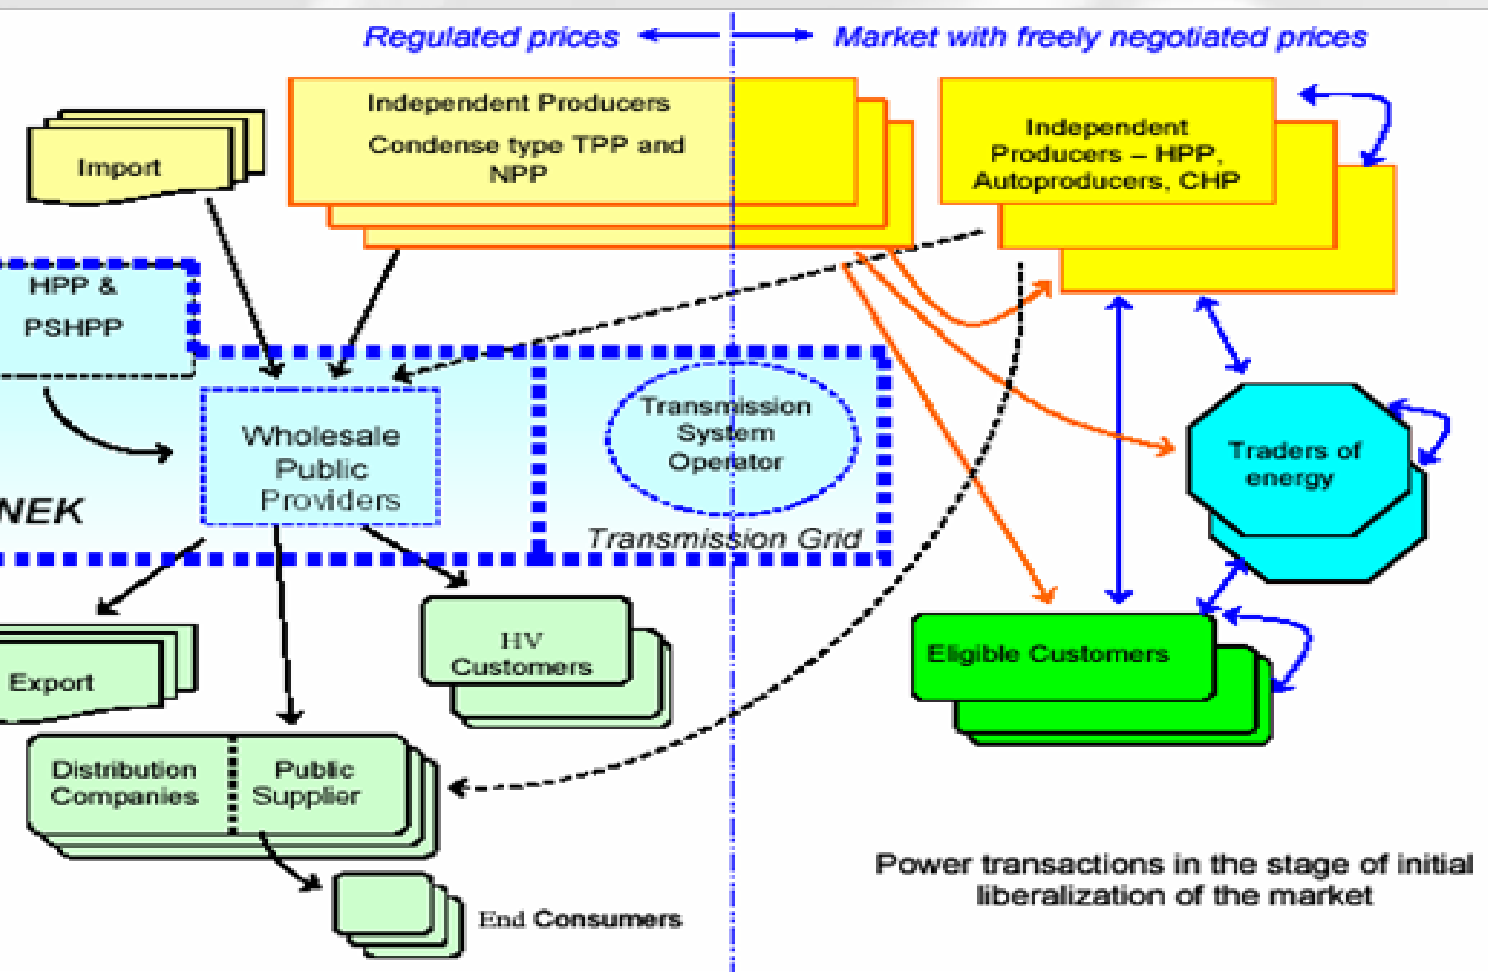 Regulated prices
Market with freely negotiated prices
Import
Independent Producers
Condense type TPP and
NPP
Independent
Producers – HPP,
Autoproducers, CHP
HPP &
PSHPP
Wholesale
Public
Providers
NEK
Transmission
System
Operator
Transmission Grid
Traders of
energy
Export
HV
Customers
Eligible Customers
Distribution
Companies
Public
Supplier
End Consumers
Power transactions in the stage of initial
liberalization of the market